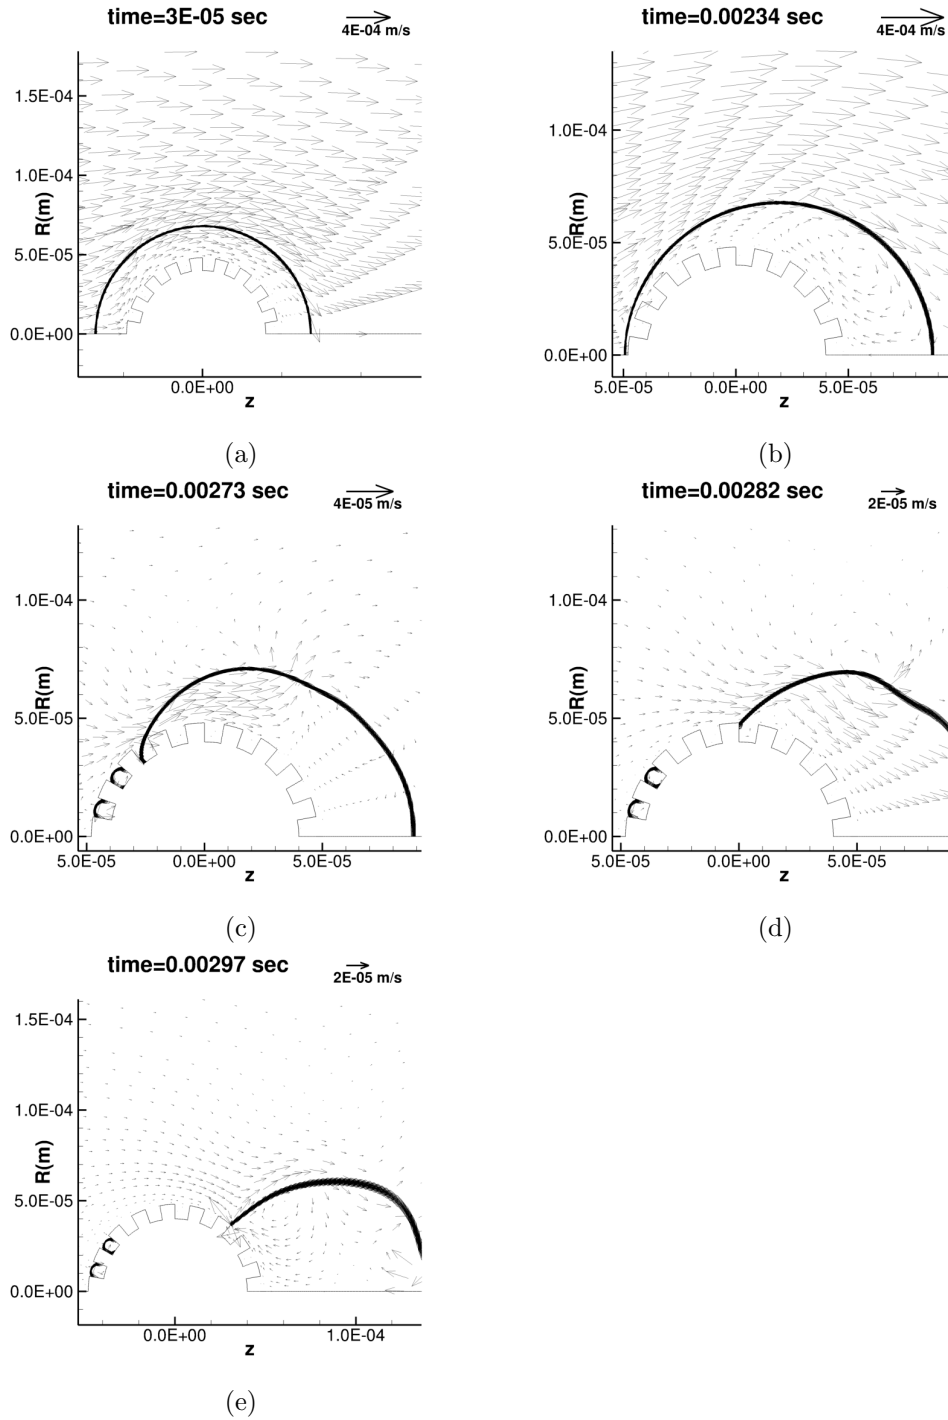 time=3E-05 sec
4E-04 m/s
1.5E-04
1.0E-04
5.0E-05
0.0E+00
R(m)
0.0E+00
z
(a)
time=0.00234 sec
4E-04 m/s
1.0E-04
5.0E-05
0.0E+00
R(m)
5.0E-05 0.0E+00 5.0E-05
z
(b)
time=0.00273 sec
4E-05 m/s
1.0E-04
5.0E-05
0.0E+00
R(m)
5.0E-05 0.0E+00 5.0E-05
z
(c)
time=0.00282 sec
2E-05 m/s
1.0E-04
5.0E-05
0.0E+00
R(m)
5.0E-05 0.0E+00 5.0E-05
z
(d)
time=0.00297 sec
2E-05 m/s
1.5E-04
1.0E-04
5.0E-05
0.0E+00
R(m)
0.0E+00 1.0E-04
z
(e)